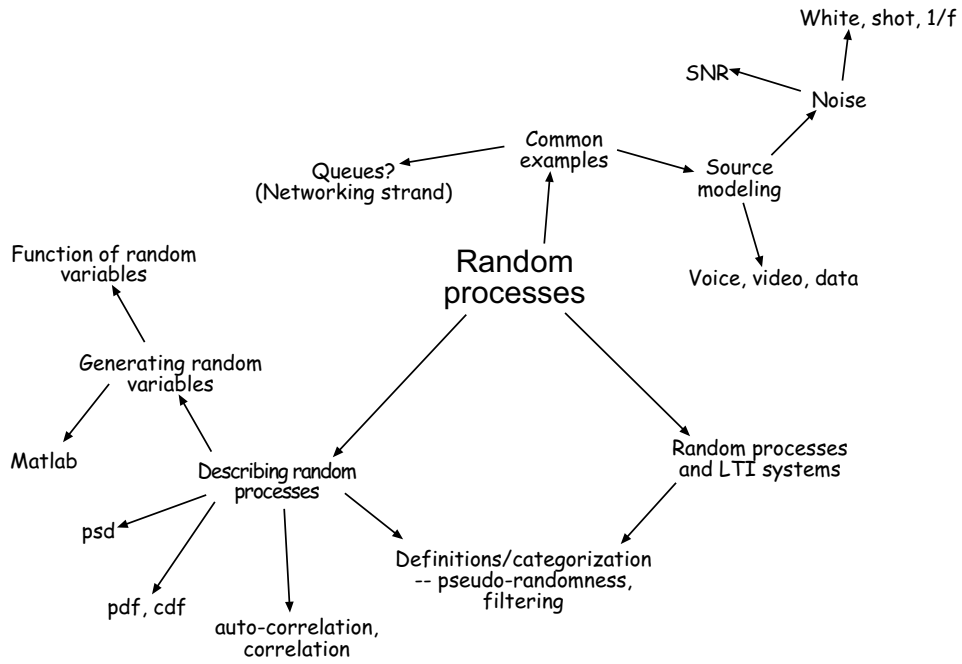 White, shot, 1/f
SNR
Noise
Common
examples
Queues?
(Networking strand)
Source
modeling
Function of random
variables
Random
processes
Voice, video, data
Generating random
variables
Matlab
Random processes
and LTI systems
Describing random
processes
psd
Definitions/categorization
-- pseudo-randomness,
filtering
pdf, cdf
auto-correlation,
correlation